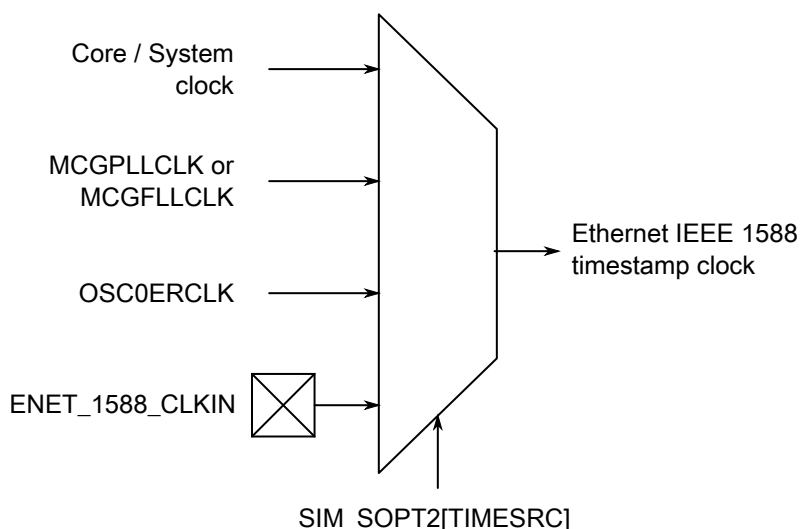 Core / System
clock
MCGPLLCLK or
MCGFLLCLK
OSC0ERCLK
ENET_1588_CLKIN
Ethernet IEEE 1588
timestamp clock
SIM_SOPT2[TIMESRC]